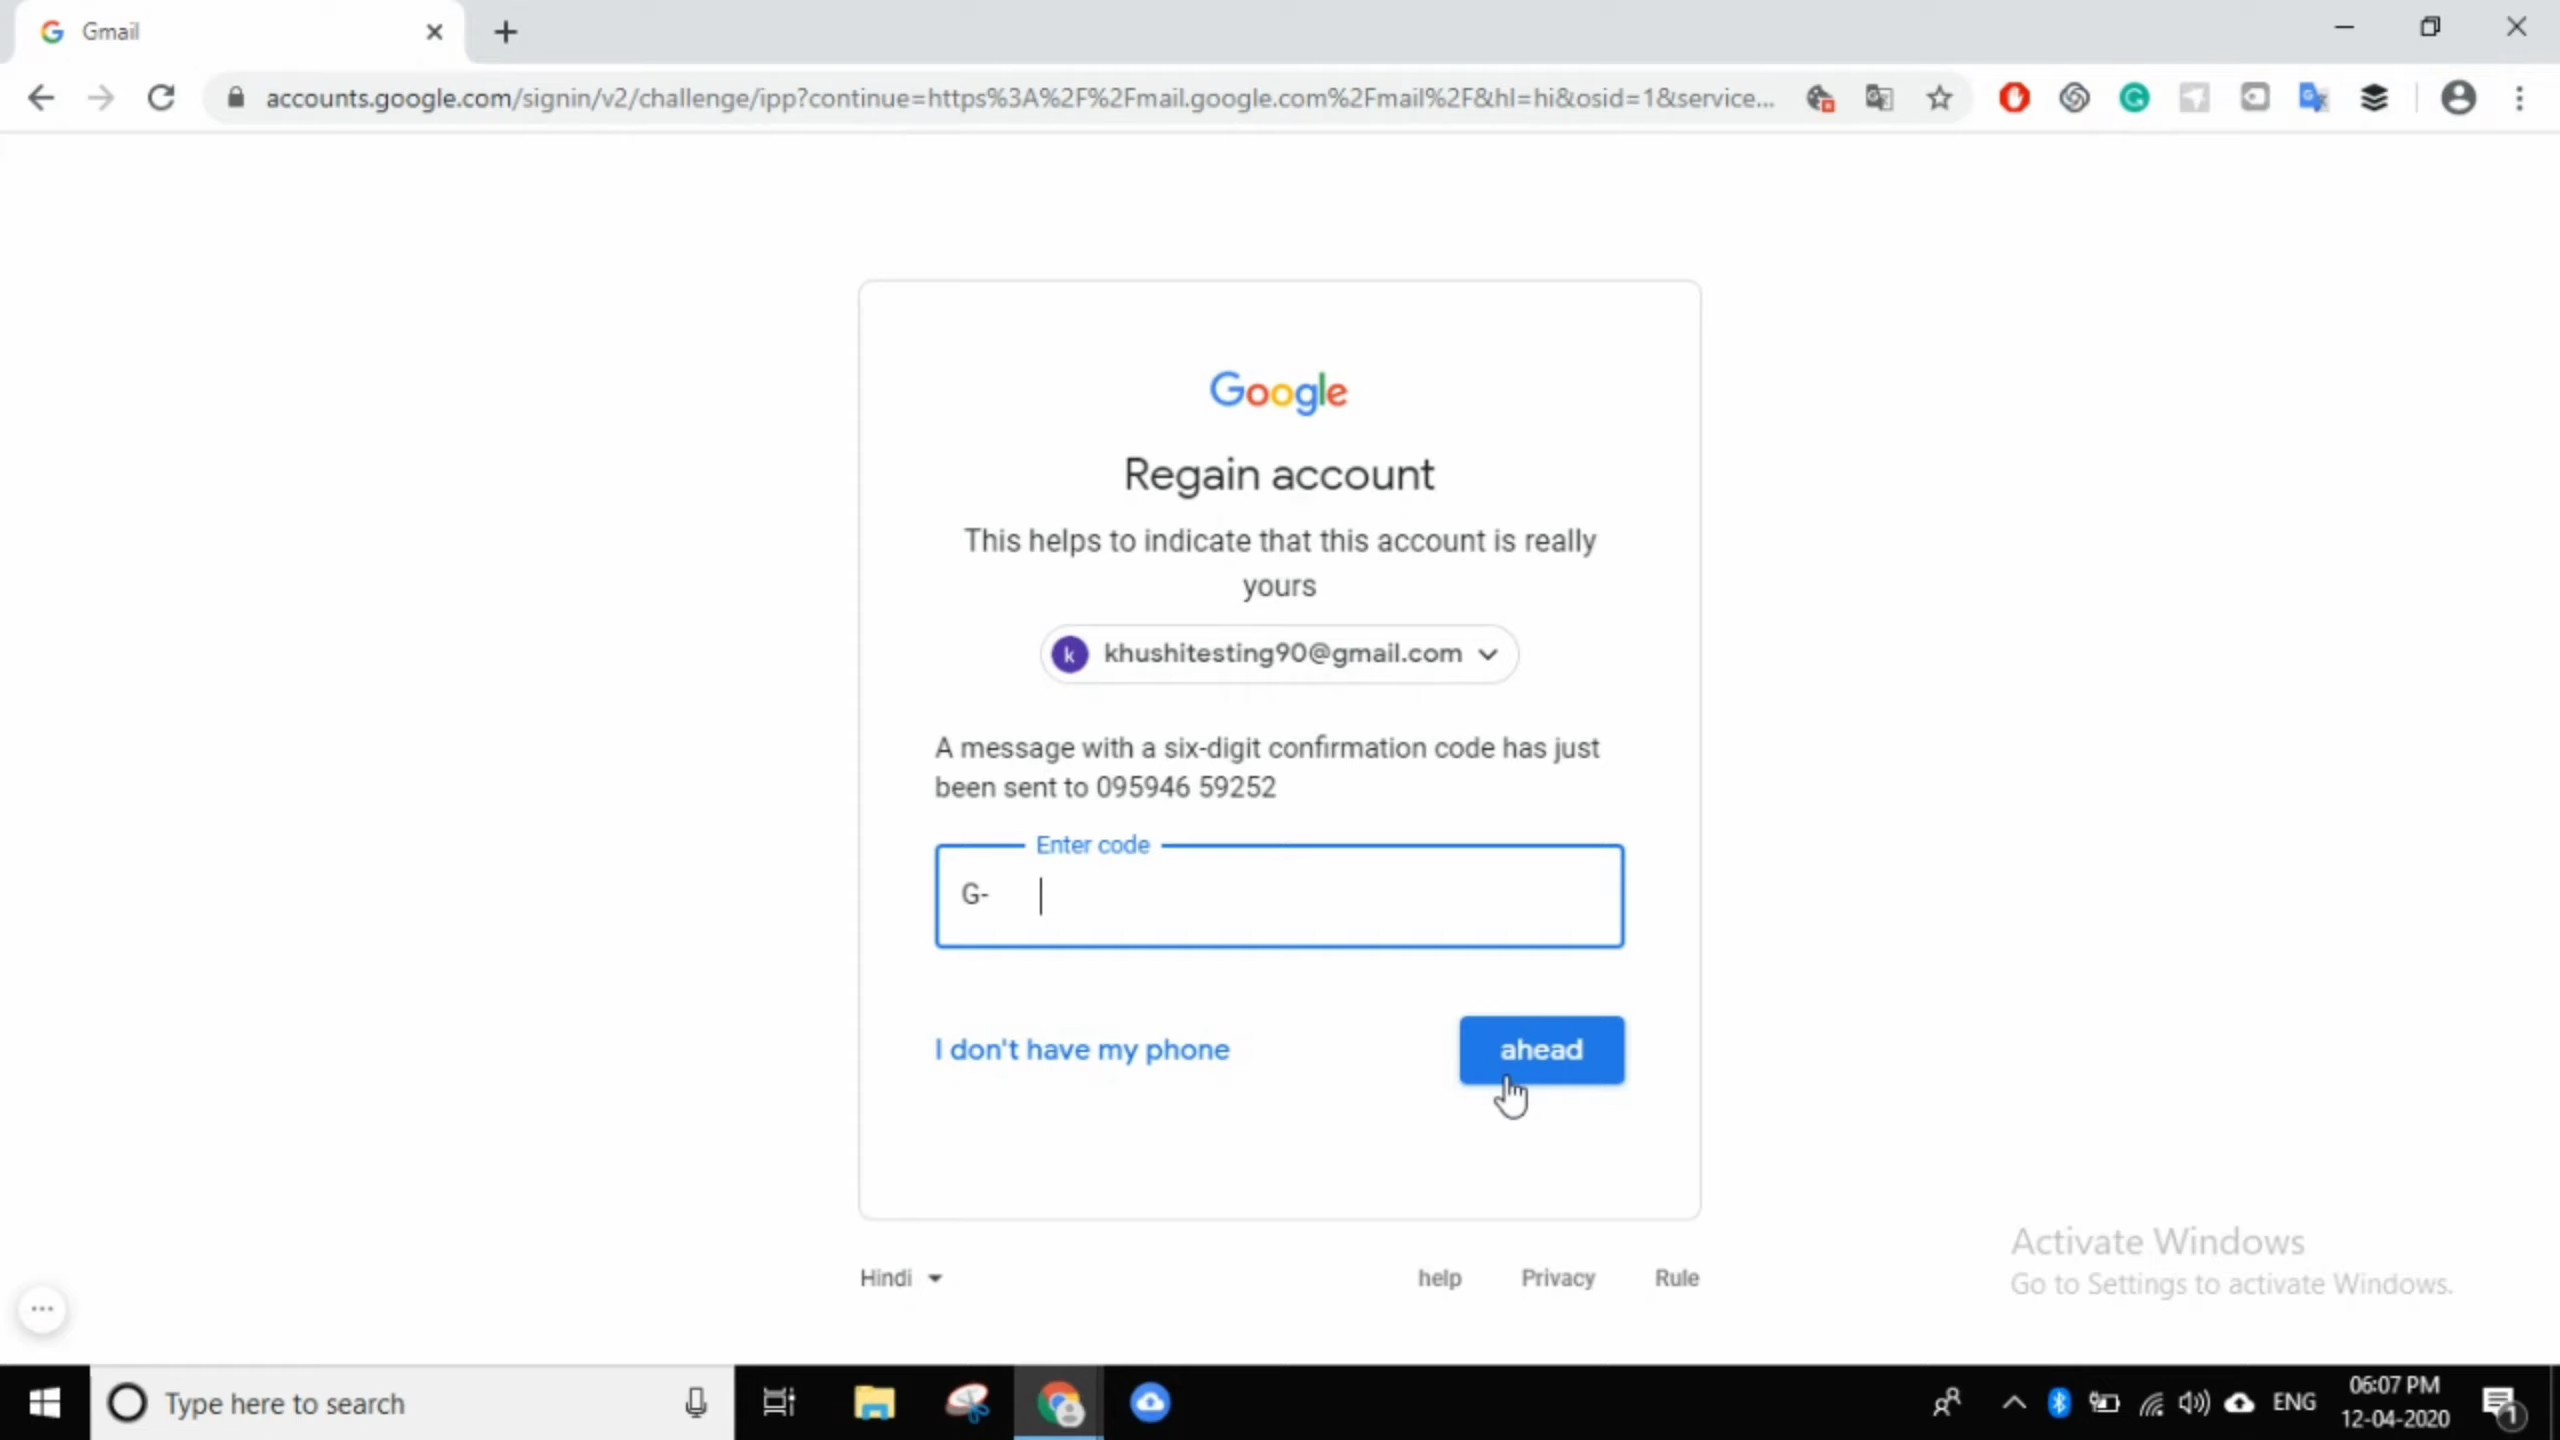 Gmail
accounts.google.com/signin/v2/challenge/ipp?continue=https%3A%2F%2Fmail.google.com%2Fmail%2F&hl=hi&osid=1&service...
Google
Regain account
This helps to indicate that this account is really
yours
k khushitesting90@gmail.com
A message with a six-digit confirmation code has just
been sent to 095946 59252
Enter code
G-
I don't have my phone
ahead
Hindi
help Privacy Rule
Activate Windows
Go to Settings to activate Windows.
Type here to search
ENG
06:07 PM
12-04-2020
1